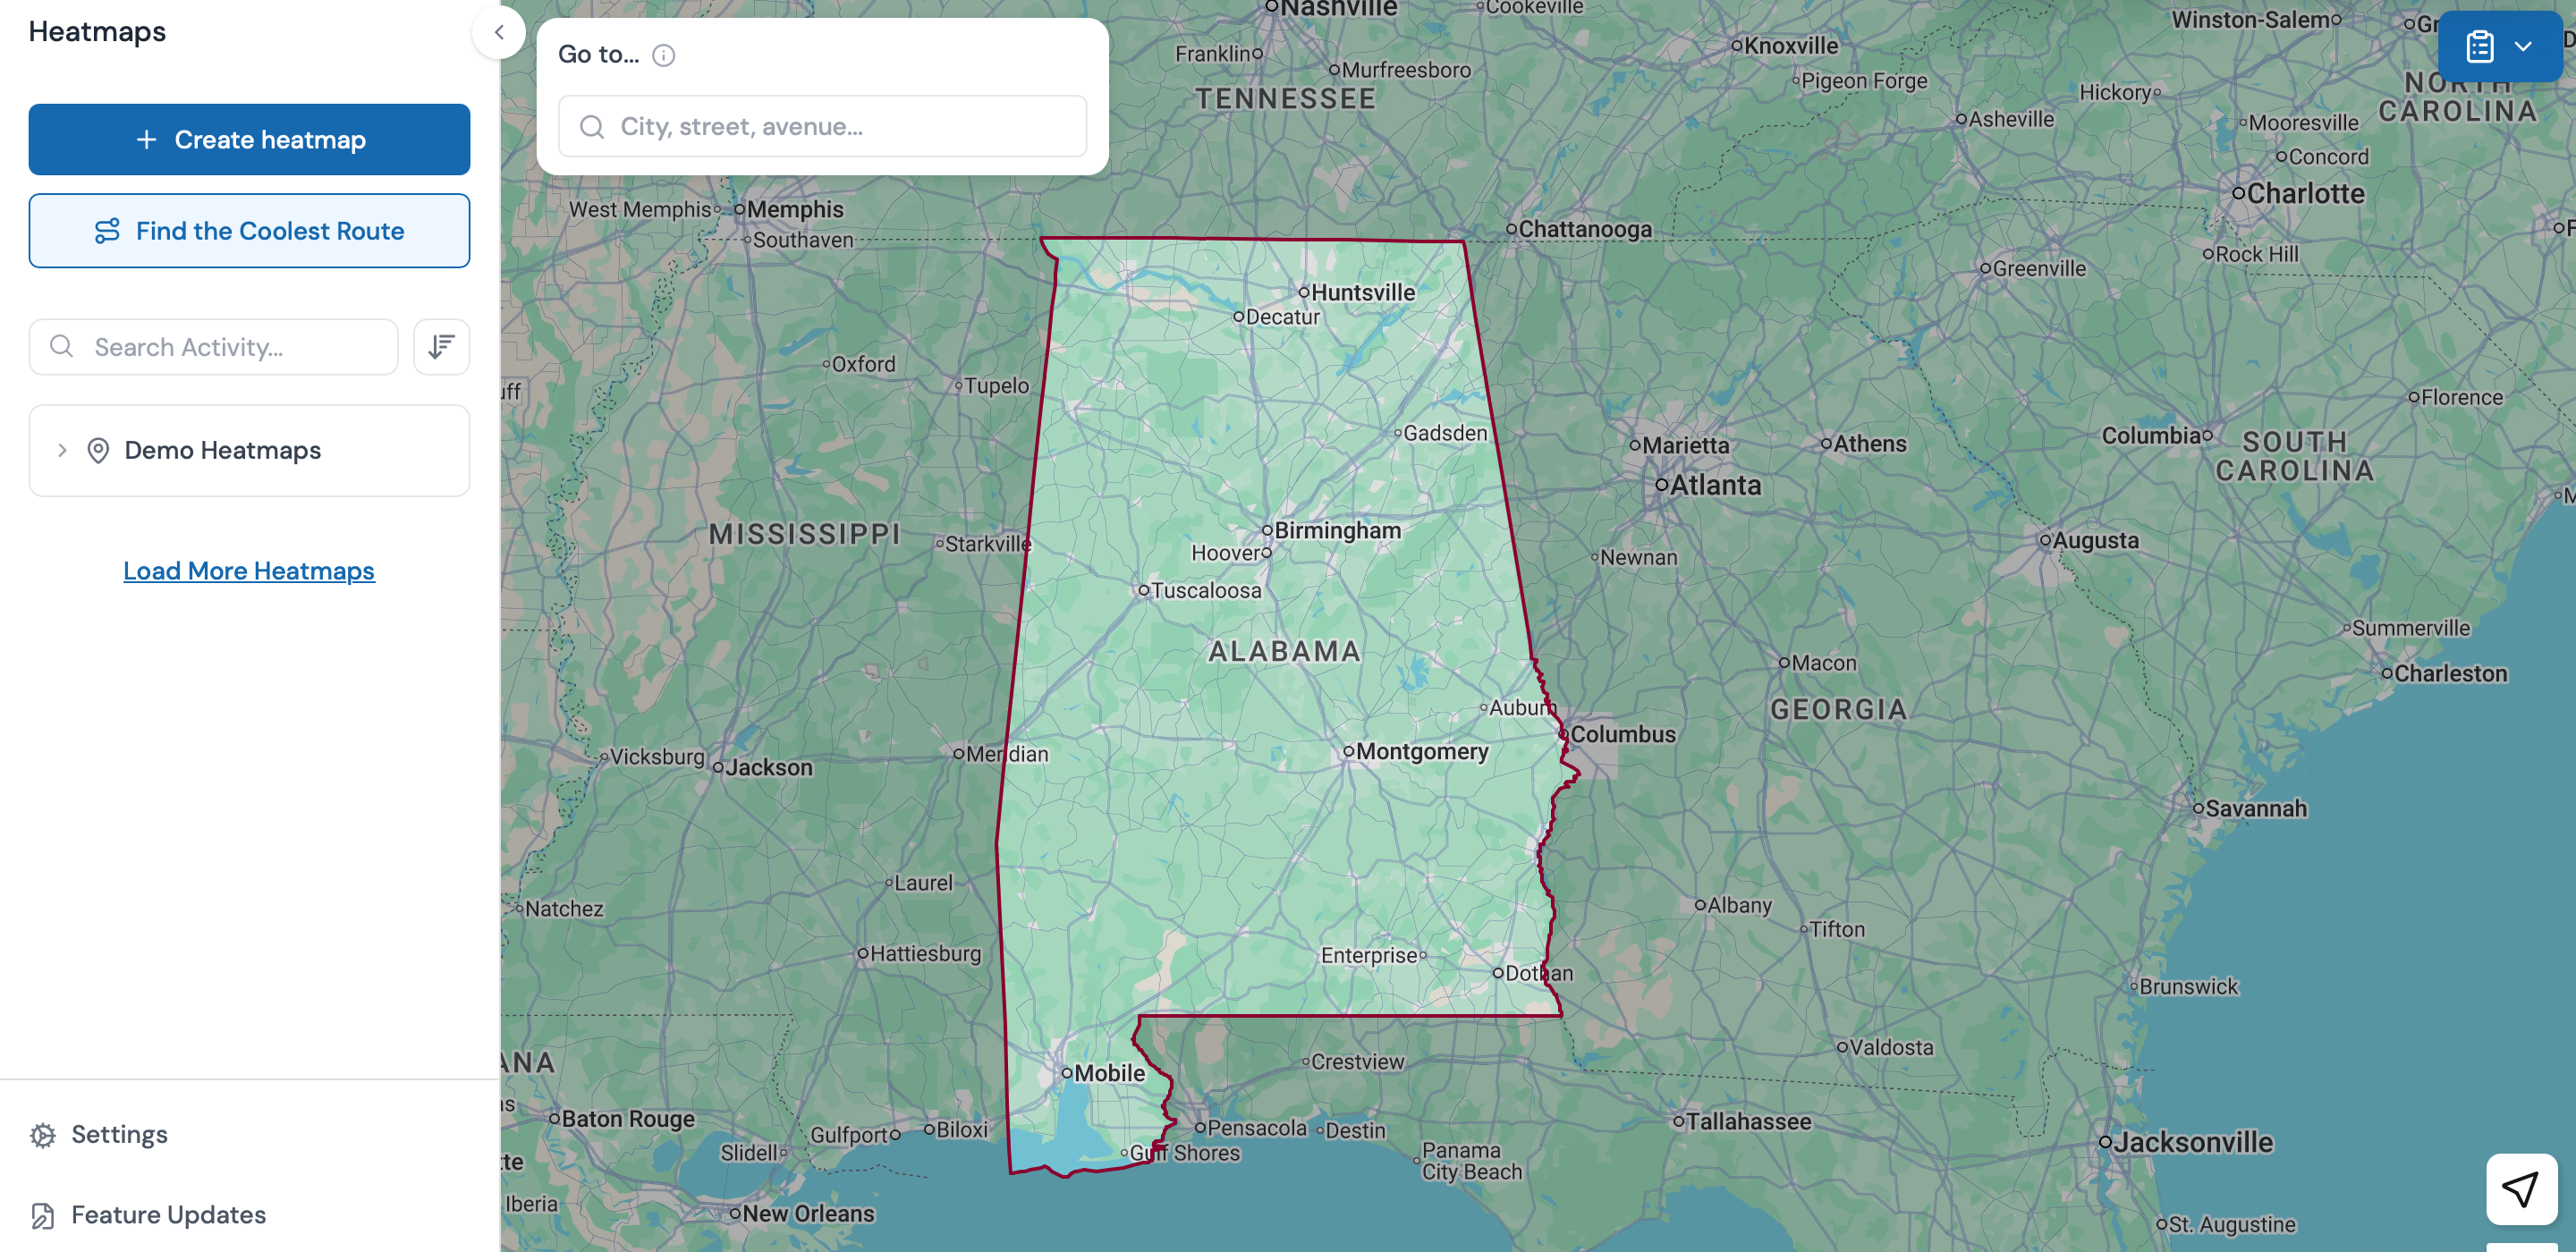 Heatmaps
Create heatmap
Find the Coolest Route
Search Activity...
Demo Heatmaps
Load More Heatmaps
Settings
Feature Updates
Go to...
City, street, avenue...
Nashville
Cookeville
Winston-Salem
Franklin
Knoxville
Murfreesboro
Pigeon Forge
TENNESSEE
Hickory
NORTH
CAROLINA
Asheville
Mooresville
Concord
West Memphis
Memphis
Charlotte
Southaven
Chattanooga
Rock Hill
Greenville
Huntsville
Decatur
Oxford
Tupelo
Florence
Gadsden
Marietta
Athens
Columbia
SOUTH
CAROLINA
Atlanta
MISSISSIPPI
Starkville
Birmingham
Hoover
Newnan
Augusta
Tuscaloosa
Summerville
ALABAMA
Macon
Charleston
Auburn
GEORGIA
Columbus
Vicksburg
Jackson
Meridian
Montgomery
Savannah
Laurel
Natchez
Albany
Tifton
Hattiesburg
Enterprise
Dothan
Brunswick
Crestview
Valdosta
Mobile
Baton Rouge
Gulfport
Biloxi
Pensacola
Destin
Tallahassee
Slidell
Gulf Shores
Panama
City Beach
Jacksonville
Iberia
New Orleans
St. Augustine